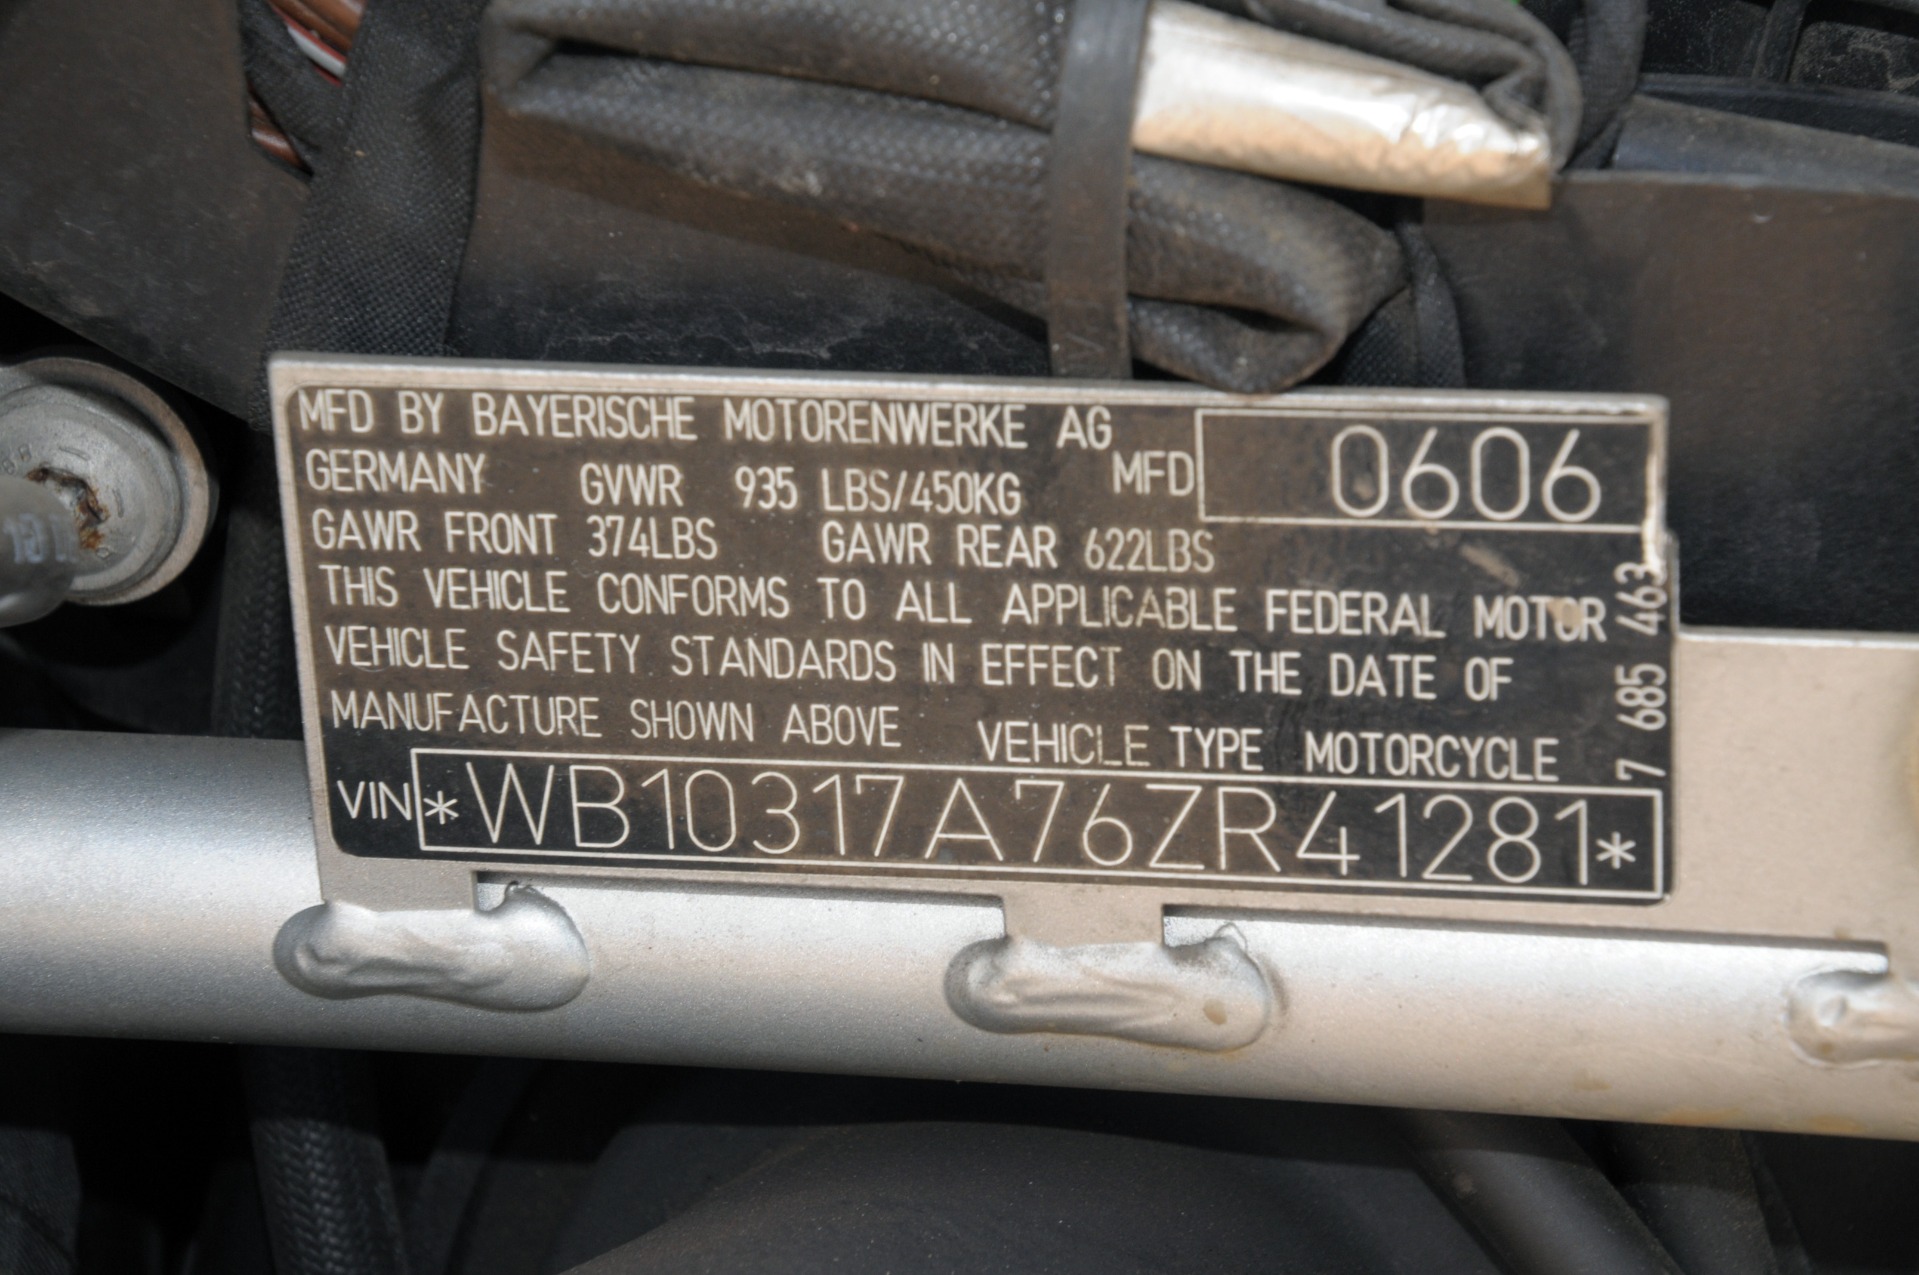 MFD BY BAYERISCHE MOTORENWERKE AG
MFD 0606
GERMANY GVWR 935 LBS/450KG
GAWR FRONT 374LBS GAWR REAR 622LBS
THIS VEHICLE CONFORMS TO ALL APPLICABLE FEDERAL MOTOR
VEHICLE SAFETY STANDARDS IN EFFECT ON THE DATE OF
MANUFACTURE SHOWN ABOVE VEHICLE TYPE MOTORCYCLE
VIN *WB10317A76ZR41281*
7 685 463